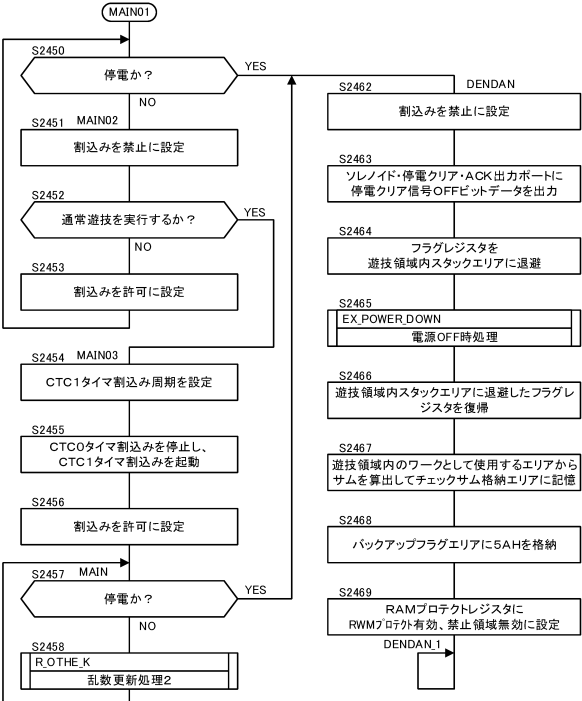 MAIN01
S2450
停電か？
YES
NO
S2451 MAIN02
割込みを禁止に設定
S2452
通常遊技を実行するか？
YES
NO
S2453
割込みを許可に設定
S2454 MAIN03
CTC1タイマ割込み周期を設定
S2455
CTC0タイマ割込みを停止し、
CTC1タイマ割込みを起動
S2456
割込みを許可に設定
S2457 MAIN
停電か？
YES
NO
S2458
R_OTHE_K
乱数更新処理2
DENDAN
S2462
割込みを禁止に設定
S2463
ソレノイド・停電クリア・ACK出力ポートに
停電クリア信号OFFビットデータを出力
S2464
フラグレジスタを
遊技領域内スタックエリアに退避
S2465
EX_POWER_DOWN
電源OFF時処理
S2466
遊技領域内スタックエリアに退避したフラグレ
ジスタを復帰
S2467
遊技領域内のワークとして使用するエリアから
サムを算出してチェックサム格納エリアに記憶
S2468
バックアップフラグエリアに5AHを格納
S2469
RAMプロテクトレジスタに
RWMプロテクト有効、禁止領域無効に設定
DENDAN_1